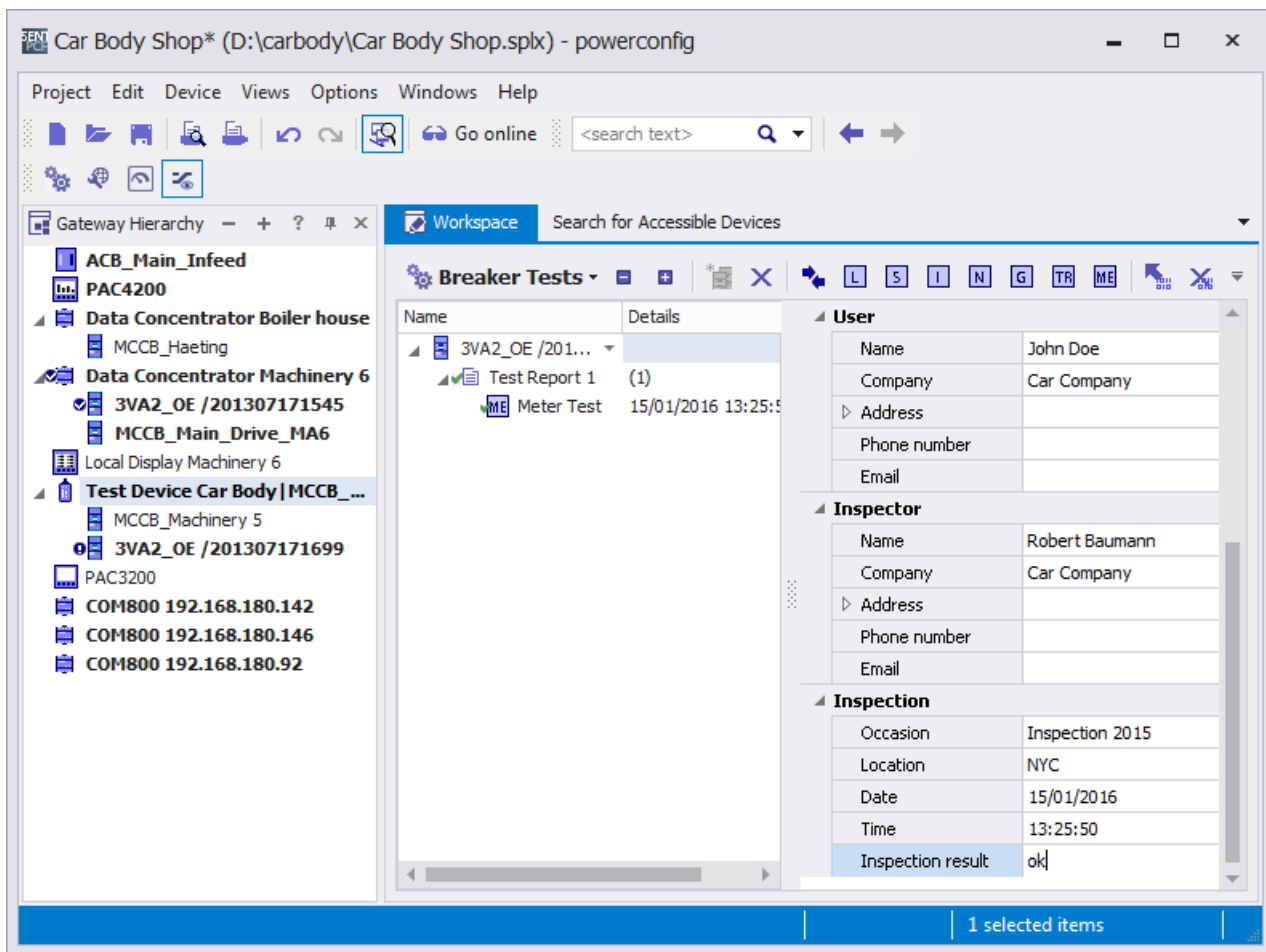 SENT PCF Car Body Shop* (D:\carbody\Car Body Shop.splx) - powerconfig
Project Edit Device Views Options Windows Help
Go online <search text>
Gateway Hierarchy
ACB_Main_Infeed
PAC4200
Data Concentrator Boiler house
MCCB_Haeting
Data Concentrator Machinery 6
3VA2_OE /201307171545
MCCB_Main_Drive_MA6
Local Display Machinery 6
Test Device Car Body|MCCB_...
MCCB_Machinery 5
3VA2_OE /201307171699
PAC3200
COM800 192.168.180.142
COM800 192.168.180.146
COM800 192.168.180.92
Workspace Search for Accessible Devices
Breaker Tests L S I N G TR ME
Name Details
3VA2_OE /201...
Test Report 1 (1)
ME Meter Test 15/01/2016 13:25:5
User
Name John Doe
Company Car Company
Address
Phone number
Email
Inspector
Name Robert Baumann
Company Car Company
Address
Phone number
Email
Inspection
Occasion Inspection 2015
Location NYC
Date 15/01/2016
Time 13:25:50
Inspection result ok
1 selected items